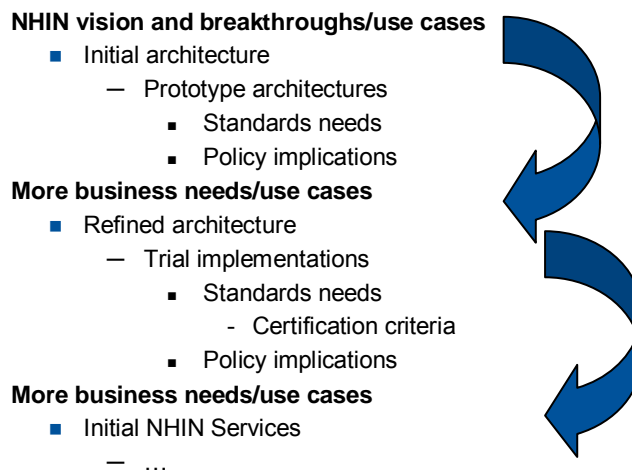 NHIN vision and breakthroughs/use cases
■ Initial architecture
— Prototype architectures
■ Standards needs
■ Policy implications
More business needs/use cases
■ Refined architecture
— Trial implementations
■ Standards needs
- Certification criteria
■ Policy implications
More business needs/use cases
■ Initial NHIN Services
— ...